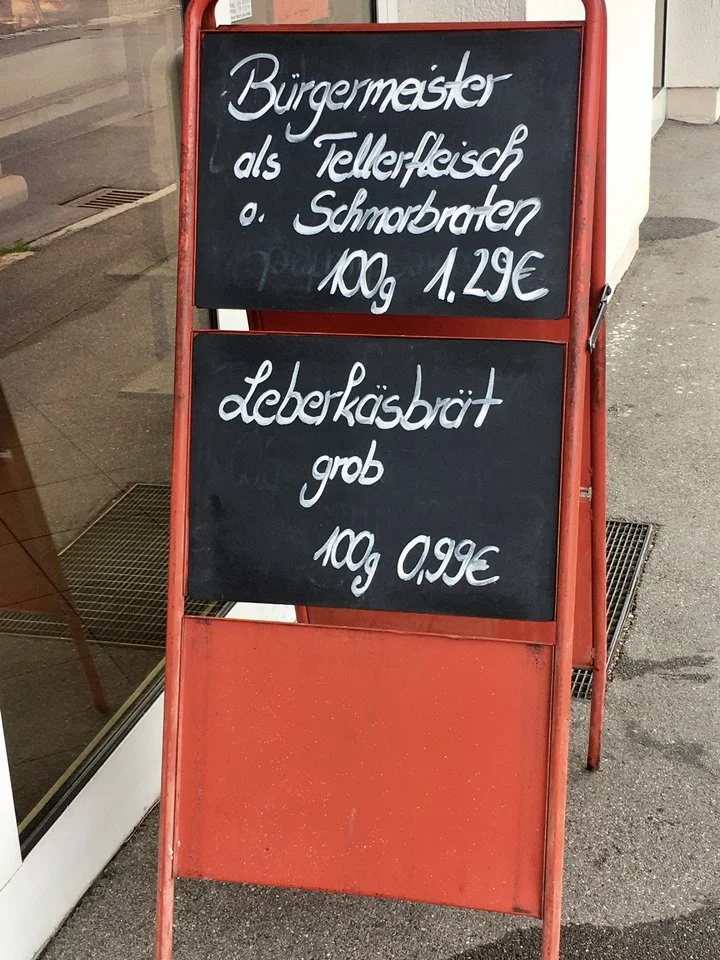 Bürgermeister
als Tellerfleisch
o. Schmorbraten
100g 1,29€
Leberkäsbrät
grob
100g 0,99€